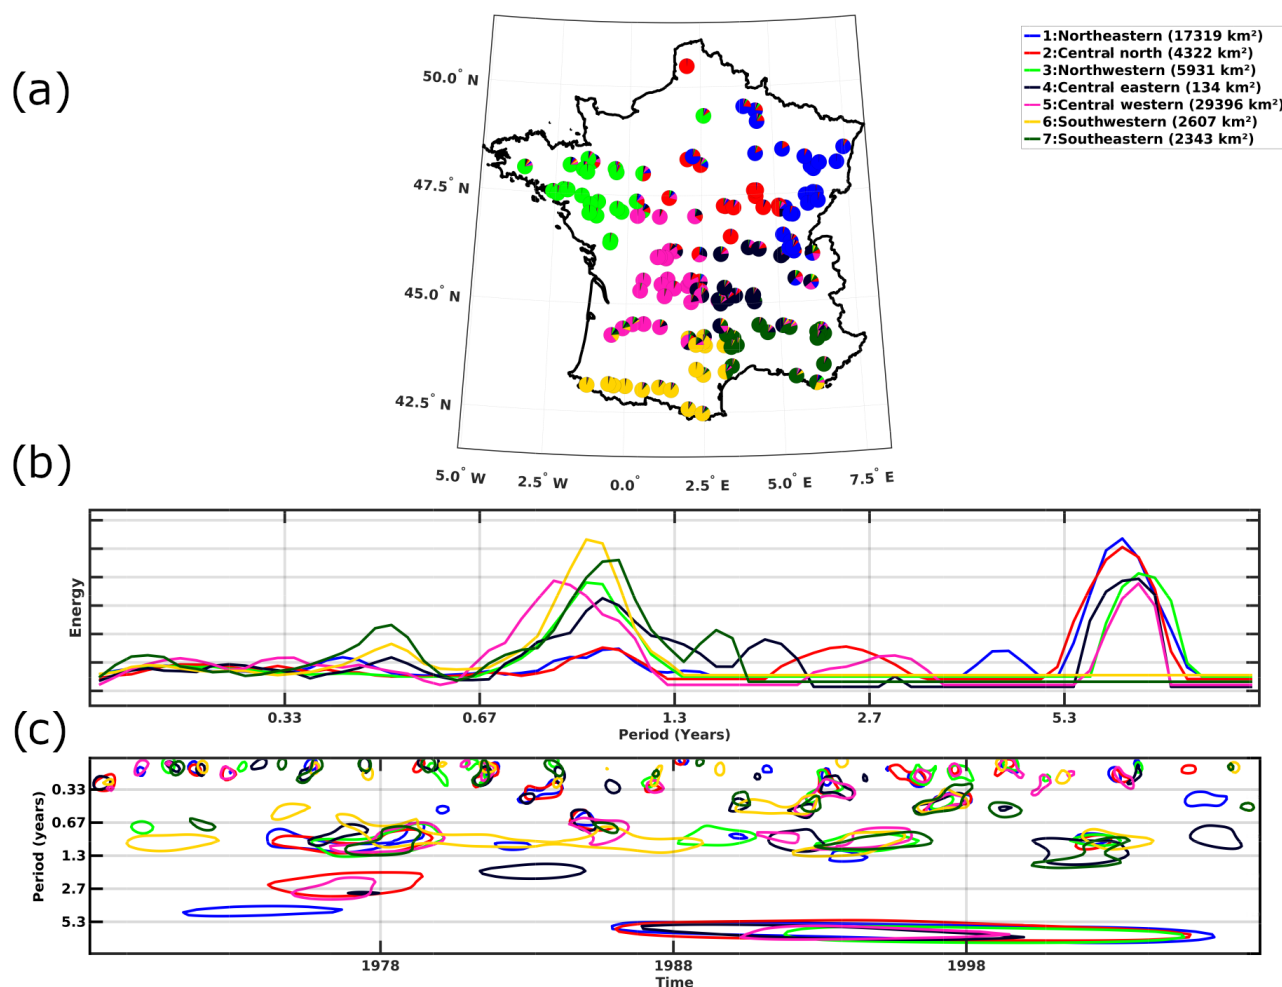 (a)
50.0° N
47.5° N
45.0° N
42.5° N
5.0° W
2.5° W
0.0°
2.5° E
5.0° E
7.5° E
1:Northeastern (17319 km²)
2:Central north (4322 km²)
3:Northwestern (5931 km²)
4:Central eastern (134 km²)
5:Central western (29396 km²)
6:Southwestern (2607 km²)
7:Southeastern (2343 km²)
(b)
Energy
0.33
0.67
1.3
2.7
5.3
Period (Years)
(c)
Period (years)
0.33
0.67
1.3
2.7
5.3
1978
1988
1998
Time